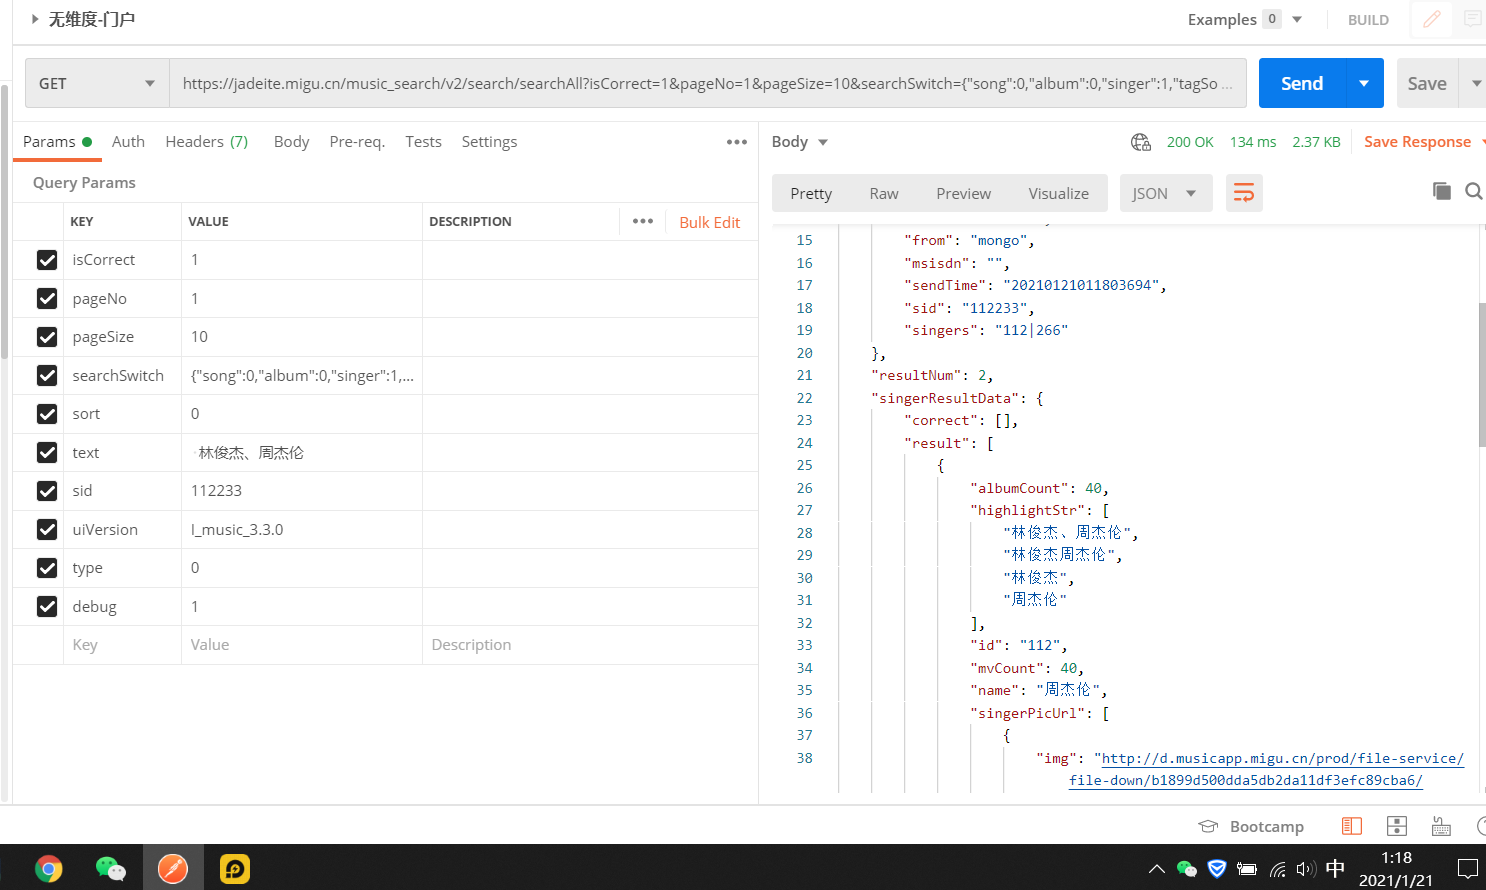 无维度-门户
Examples 0
BUILD
GET
https://jadeite.migu.cn/music_search/v2/search/searchAll?isCorrect=1&pageNo=1&pageSize=10&searchSwitch={"song":0,"album":0,"singer":1,"tagSo ...
Send
Save
Params Auth Headers (7) Body Pre-req. Tests Settings
Body
200 OK 134 ms 2.37 KB Save Response
Query Params
Pretty Raw Preview Visualize JSON
KEY VALUE DESCRIPTION Bulk Edit
isCorrect 1
pageNo 1
pageSize 10
searchSwitch {"song":0,"album":0,"singer":1,...
sort 0
text 林俊杰、周杰伦
sid 112233
uiVersion I_music_3.3.0
type 0
debug 1
Key Value Description
15 "from": "mongo",
16 "msisdn": "",
17 "sendTime": "20210121011803694",
18 "sid": "112233",
19 "singers": "112|266"
20 },
21 "resultNum": 2,
22 "singerResultData": {
23 "correct": [],
24 "result": [
25 {
26 "albumCount": 40,
27 "highlightStr": [
28 "林俊杰、周杰伦",
29 "林俊杰周杰伦",
30 "林俊杰",
31 "周杰伦"
32 ],
33 "id": "112",
34 "mvCount": 40,
35 "name": "周杰伦",
36 "singerPicUrl": [
37 {
38 "img": "http://d.musicapp.migu.cn/prod/file-service/
file-down/b1899d500dda5db2da11df3efc89cba6/
Bootcamp
中
1:18
2021/1/21